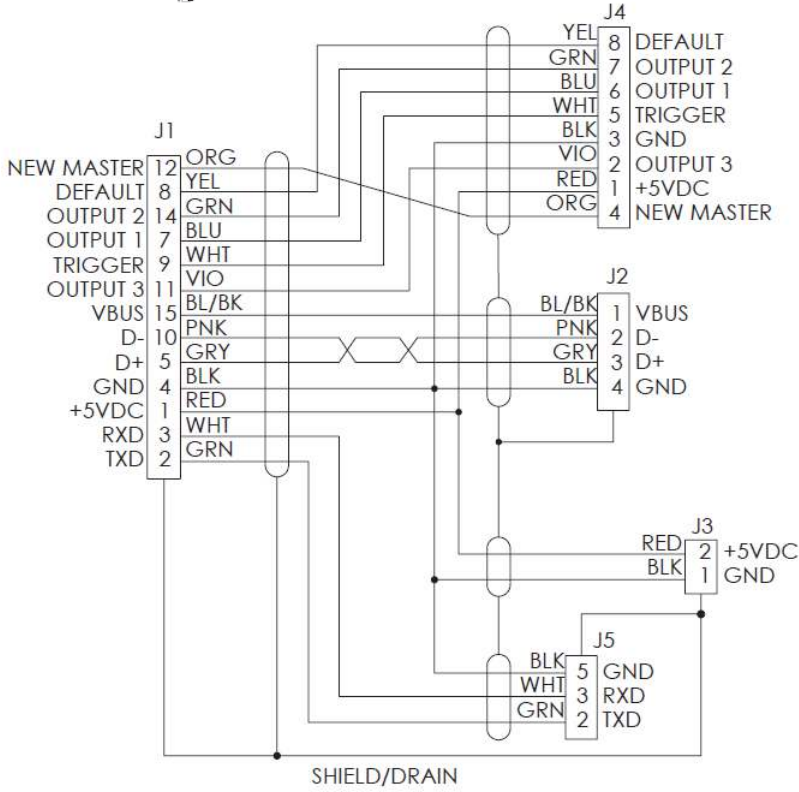 J4
YEL 8 DEFAULT
GRN 7 OUTPUT 2
BLU 6 OUTPUT 1
WHT 5 TRIGGER
BLK 3 GND
VIO 2 OUTPUT 3
RED 1 +5VDC
ORG 4 NEW MASTER
J1
NEW MASTER 12 ORG
DEFAULT 8 YEL
OUTPUT 2 14 GRN
OUTPUT 1 7 BLU
TRIGGER 9 WHT
OUTPUT 3 11 VIO
VBUS 15 BL/BK
D- 10 PNK
D+ 5 GRY
GND 4 BLK
+5VDC 1 RED
RXD 3 WHT
TXD 2 GRN
J2
BL/BK 1 VBUS
PNK 2 D-
GRY 3 D+
BLK 4 GND
J3
RED 2 +5VDC
BLK 1 GND
J5
BLK 5 GND
WHT 3 RXD
GRN 2 TXD
SHIELD/DRAIN